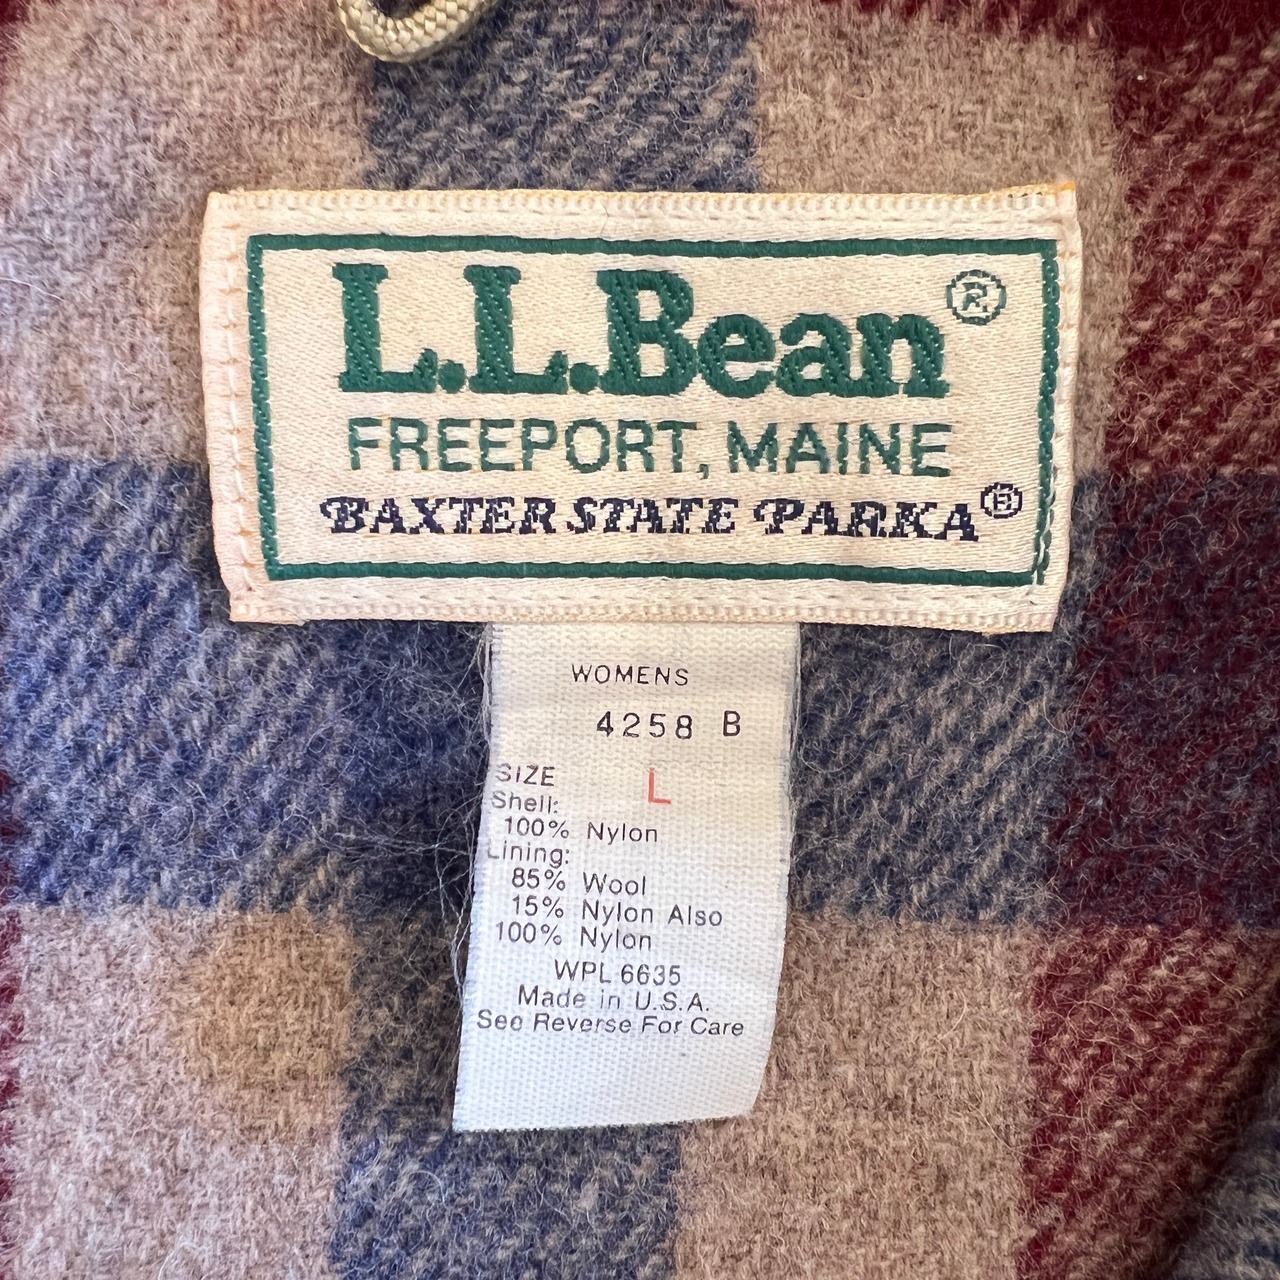 L.L.Bean®
FREEPORT, MAINE
BAXTER STATE PARKA®
WOMENS
4258 B
SIZE L
Shell:
100% Nylon
Lining:
85% Wool
15% Nylon Also
100% Nylon
WPL 6635
Made in U.S.A.
See Reverse For Care